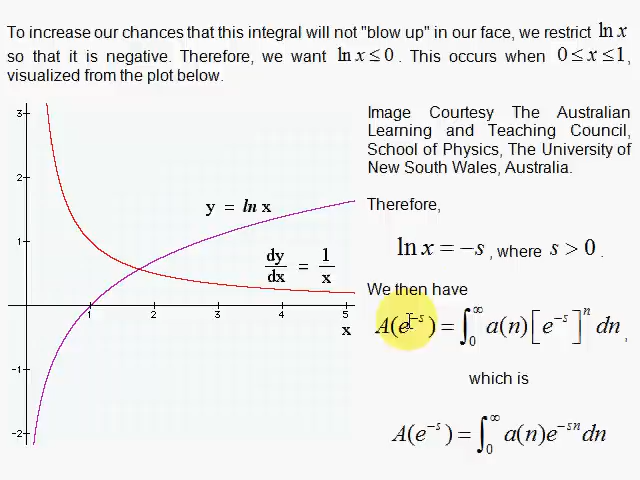 To increase our chances that this integral will not "blow up" in our face, we restrict ln x
so that it is negative. Therefore, we want ln x ≤ 0 . This occurs when 0 ≤ x ≤ 1 ,
visualized from the plot below.
Image Courtesy The Australian
Learning and Teaching Council,
School of Physics, The University of
New South Wales, Australia.
Therefore,
ln x = −s , where s > 0 .
We then have
A(e^{−s}) = ∫_0^∞ a(n)[e^{−s}]^n dn ,
which is
A(e^{−s}) = ∫_0^∞ a(n)e^{−sn}dn
3
2
1
-1
-2
1 2 3 4 5
x
y = ln x
dy/dx = 1/x